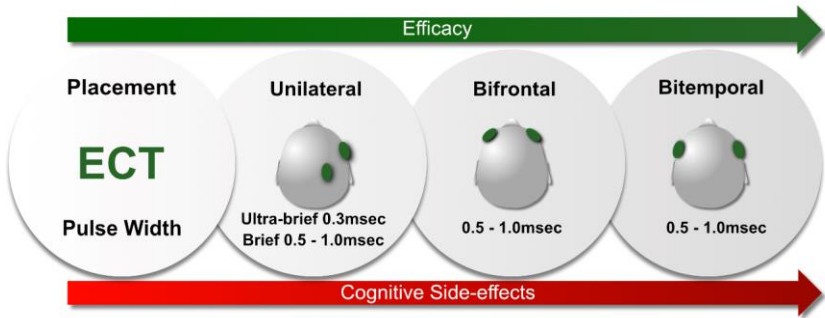 Efficacy
Placement
ECT
Pulse Width
Unilateral
Ultra-brief 0.3msec
Brief 0.5 - 1.0msec
Bifrontal
0.5 - 1.0msec
Bitemporal
0.5 - 1.0msec
Cognitive Side-effects